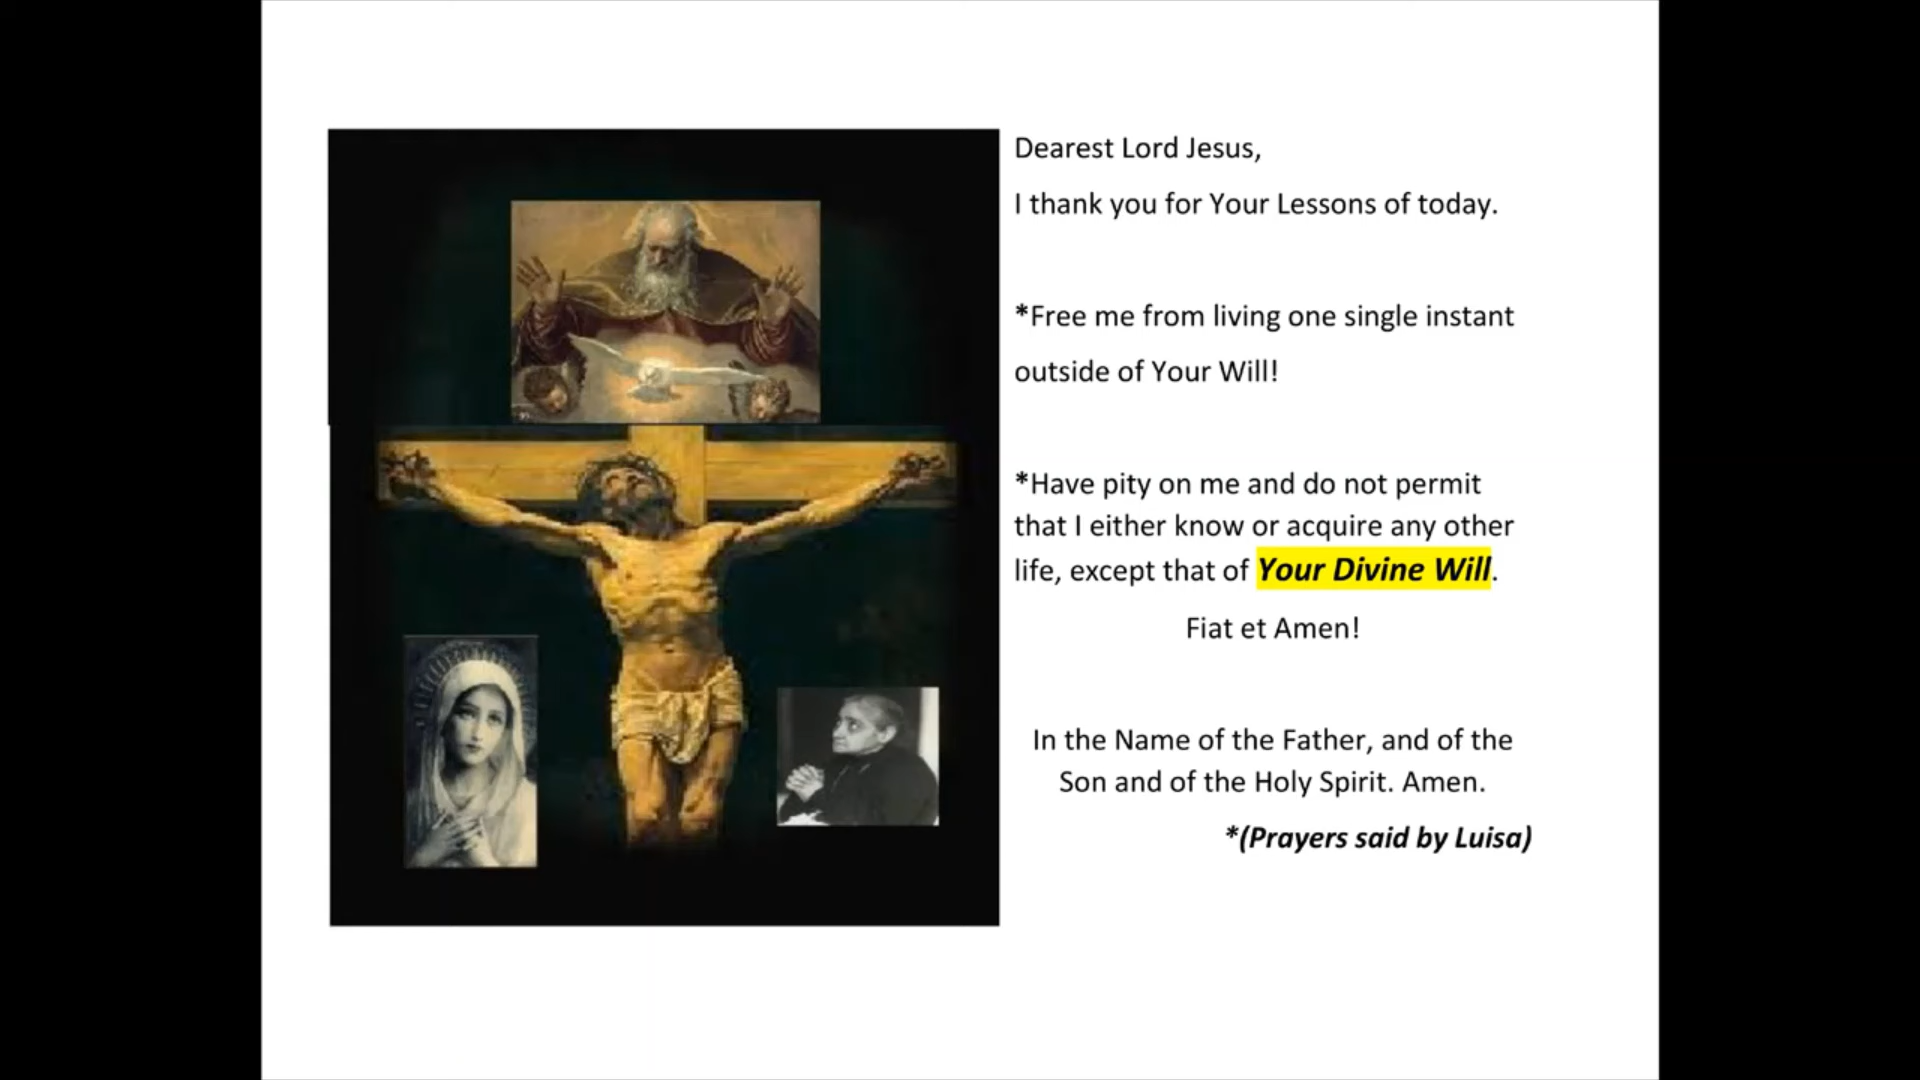 Dearest Lord Jesus,
I thank you for Your Lessons of today.
*Free me from living one single instant
outside of Your Will!
*Have pity on me and do not permit
that I either know or acquire any other
life, except that of Your Divine Will.
Fiat et Amen!
In the Name of the Father, and of the
Son and of the Holy Spirit. Amen.
*(Prayers said by Luisa)